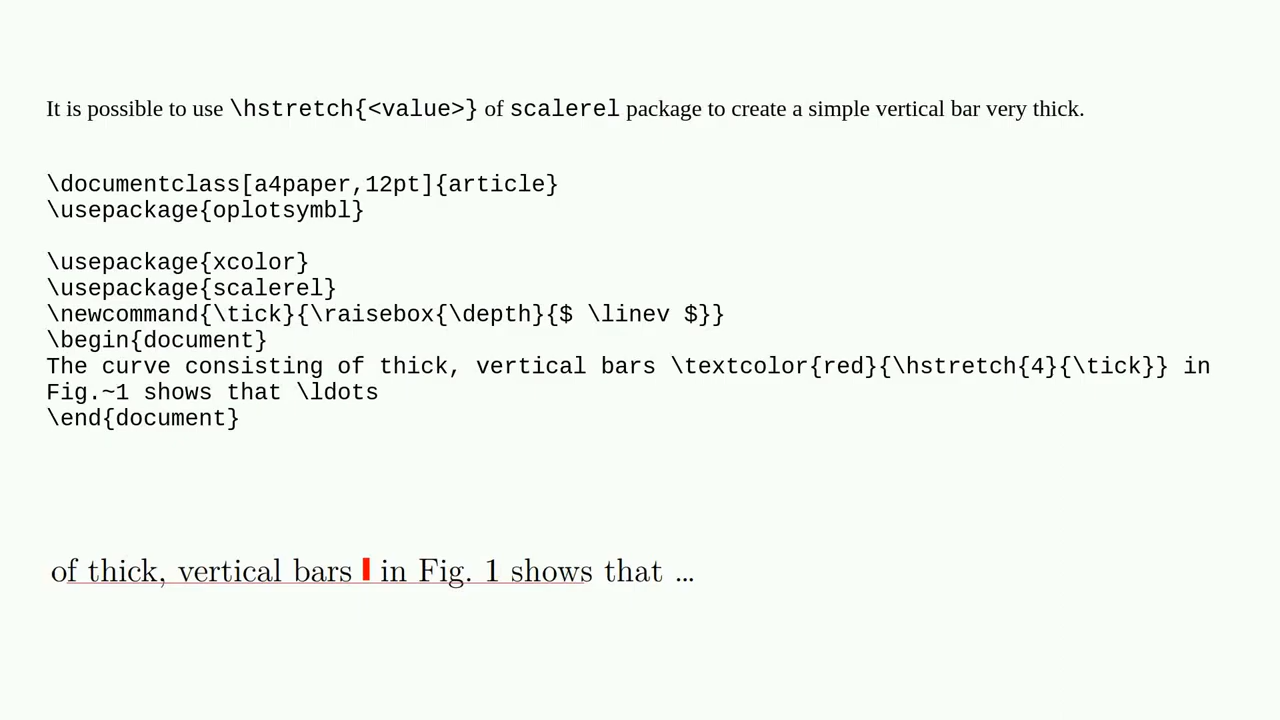 It is possible to use \hstretch{<value>} of scalerel package to create a simple vertical bar very thick.
\documentclass[a4paper,12pt]{article}
\usepackage{oplotsymbl}
\usepackage{xcolor}
\usepackage{scalerel}
\newcommand{\tick}{\raisebox{\depth}{$ \linev $}}
\begin{document}
The curve consisting of thick, vertical bars \textcolor{red}{\hstretch{4}{\tick}} in
Fig.~1 shows that \ldots
\end{document}
of thick, vertical bars in Fig. 1 shows that ...